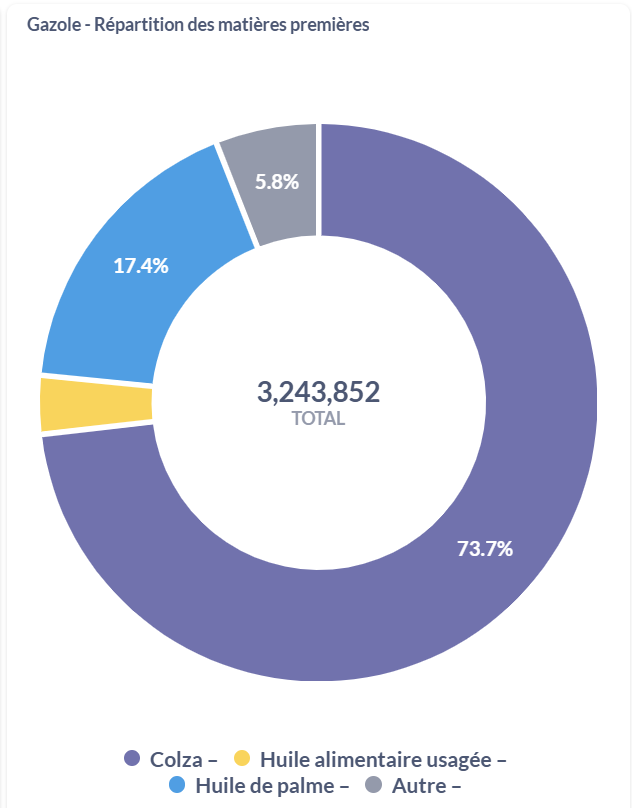 Gazole - Répartition des matières premières
5.8%
17.4%
3,243,852
TOTAL
73.7%
Colza – Huile alimentaire usagée –
Huile de palme – Autre –